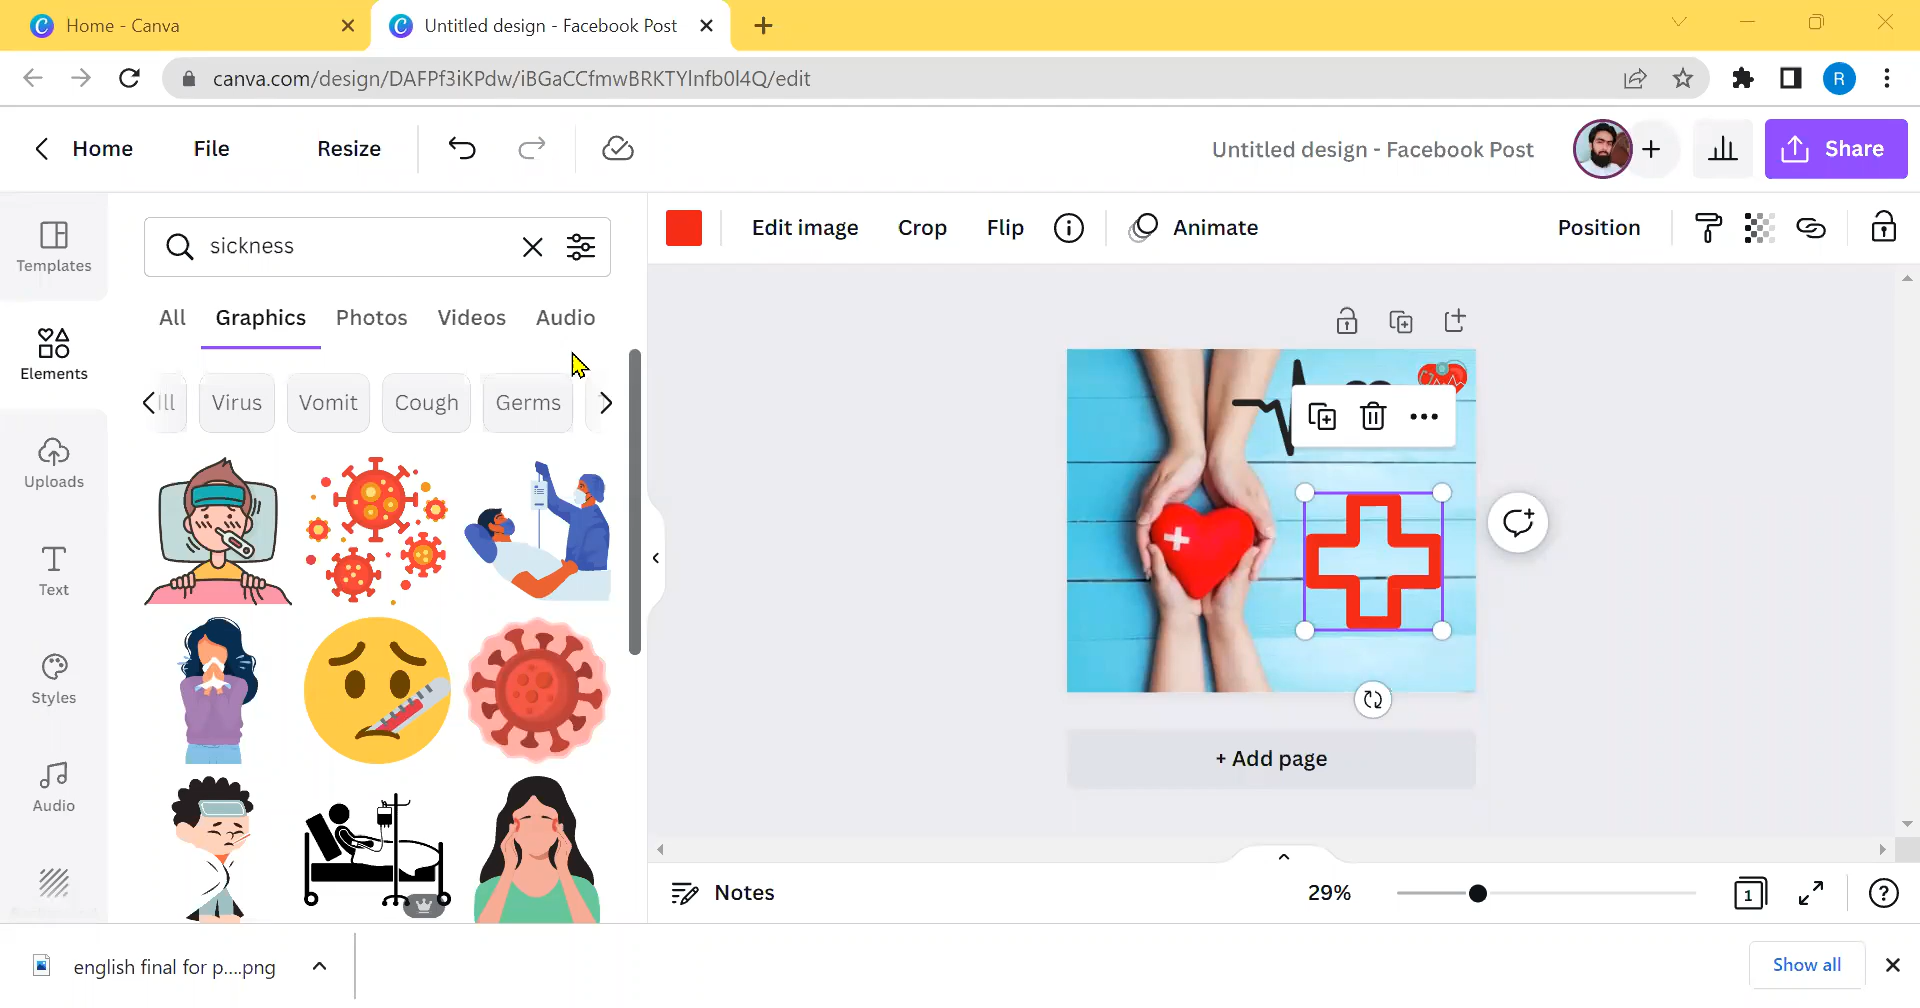 Home - Canva
Untitled design - Facebook Post
canva.com/design/DAFPf3iKPdw/iBGaCCfmwBRKTYInfb0l4Q/edit
R
Home
File
Resize
Untitled design - Facebook Post
Share
Templates
Elements
Uploads
Text
Styles
Audio
sickness
All
Graphics
Photos
Videos
Audio
Ill
Virus
Vomit
Cough
Germs
Edit image
Crop
Flip
Animate
Position
+ Add page
Notes
29%
1
english final for p....png
Show all